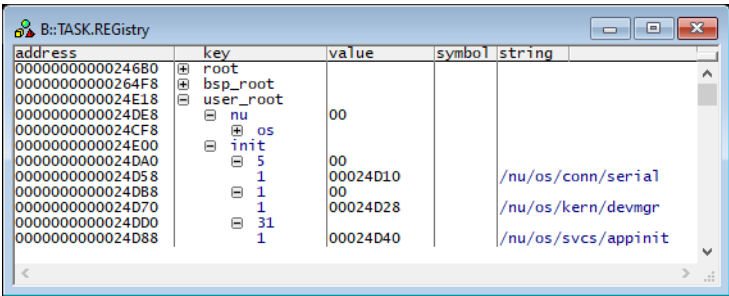 B::TASK.REGistry
address key value symbol string
00000000000246B0 root
00000000000264F8 bsp_root
0000000000024E18 user_root
0000000000024DE8 nu 00
0000000000024CF8 os
0000000000024E00 init
0000000000024DA0 5 00
0000000000024D58 1 00024D10 /nu/os/conn/serial
0000000000024DB8 1 00
0000000000024D70 1 00024D28 /nu/os/kern/devmgr
0000000000024DD0 31
0000000000024D88 1 00024D40 /nu/os/svcs/appinit